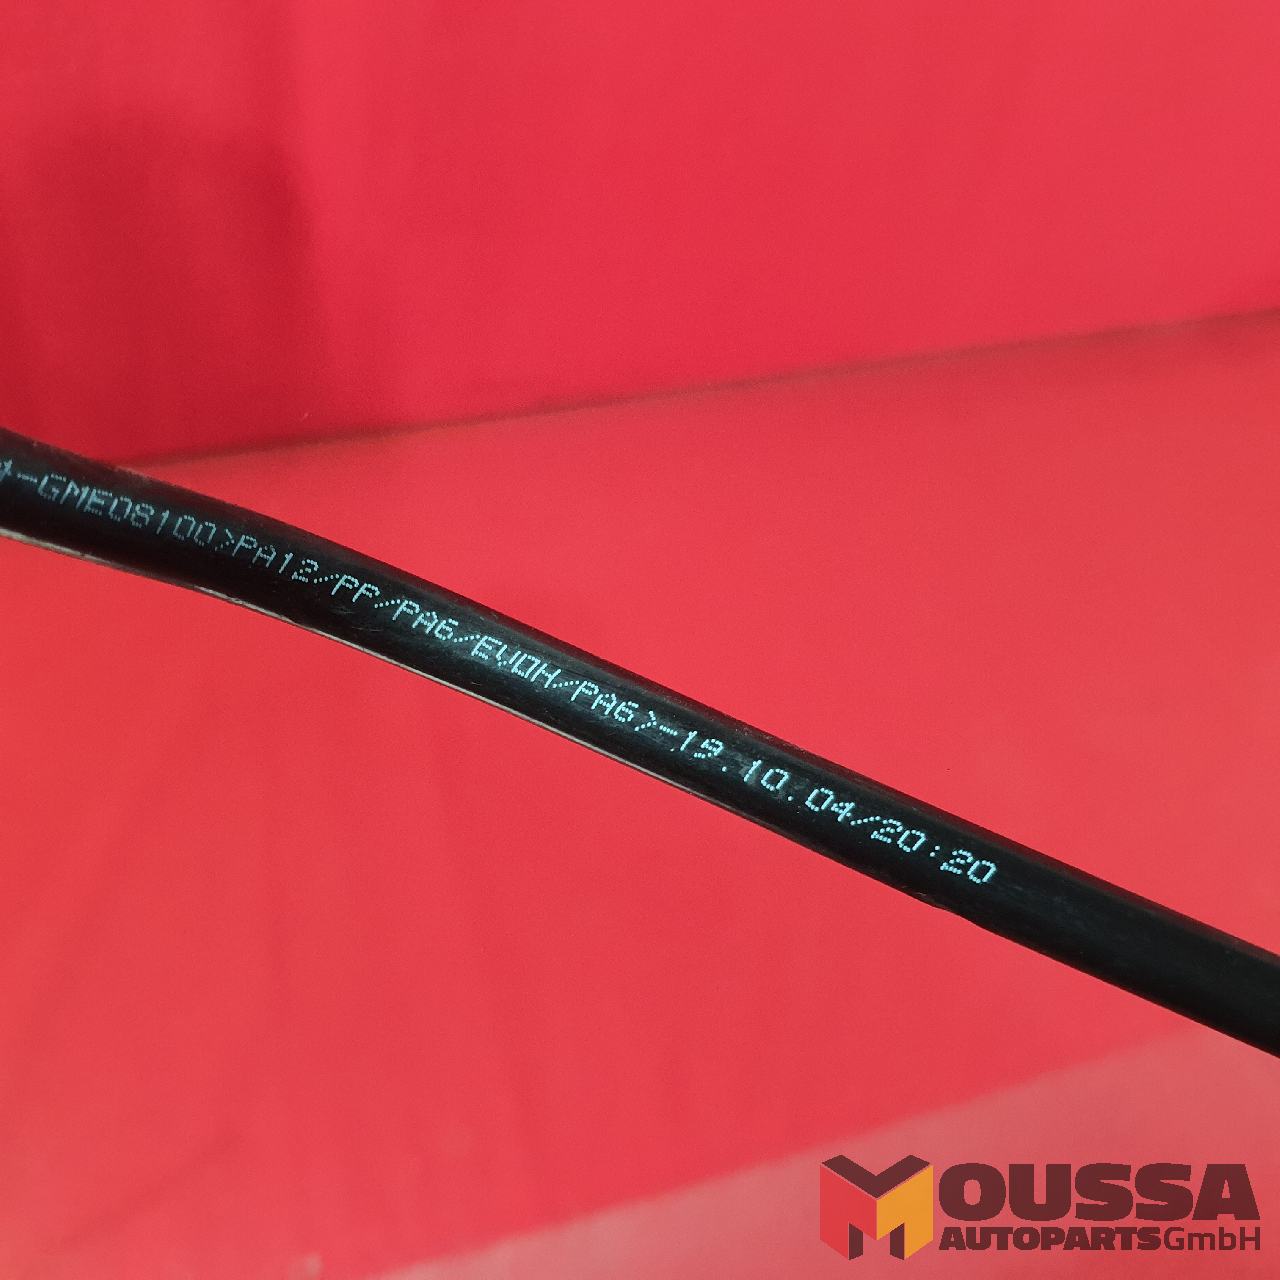 -GME08100>PA12/PP/PA6/EVOH/PA6>-19.10.04/20:20
MOUSSA
AUTOPARTSGmbH